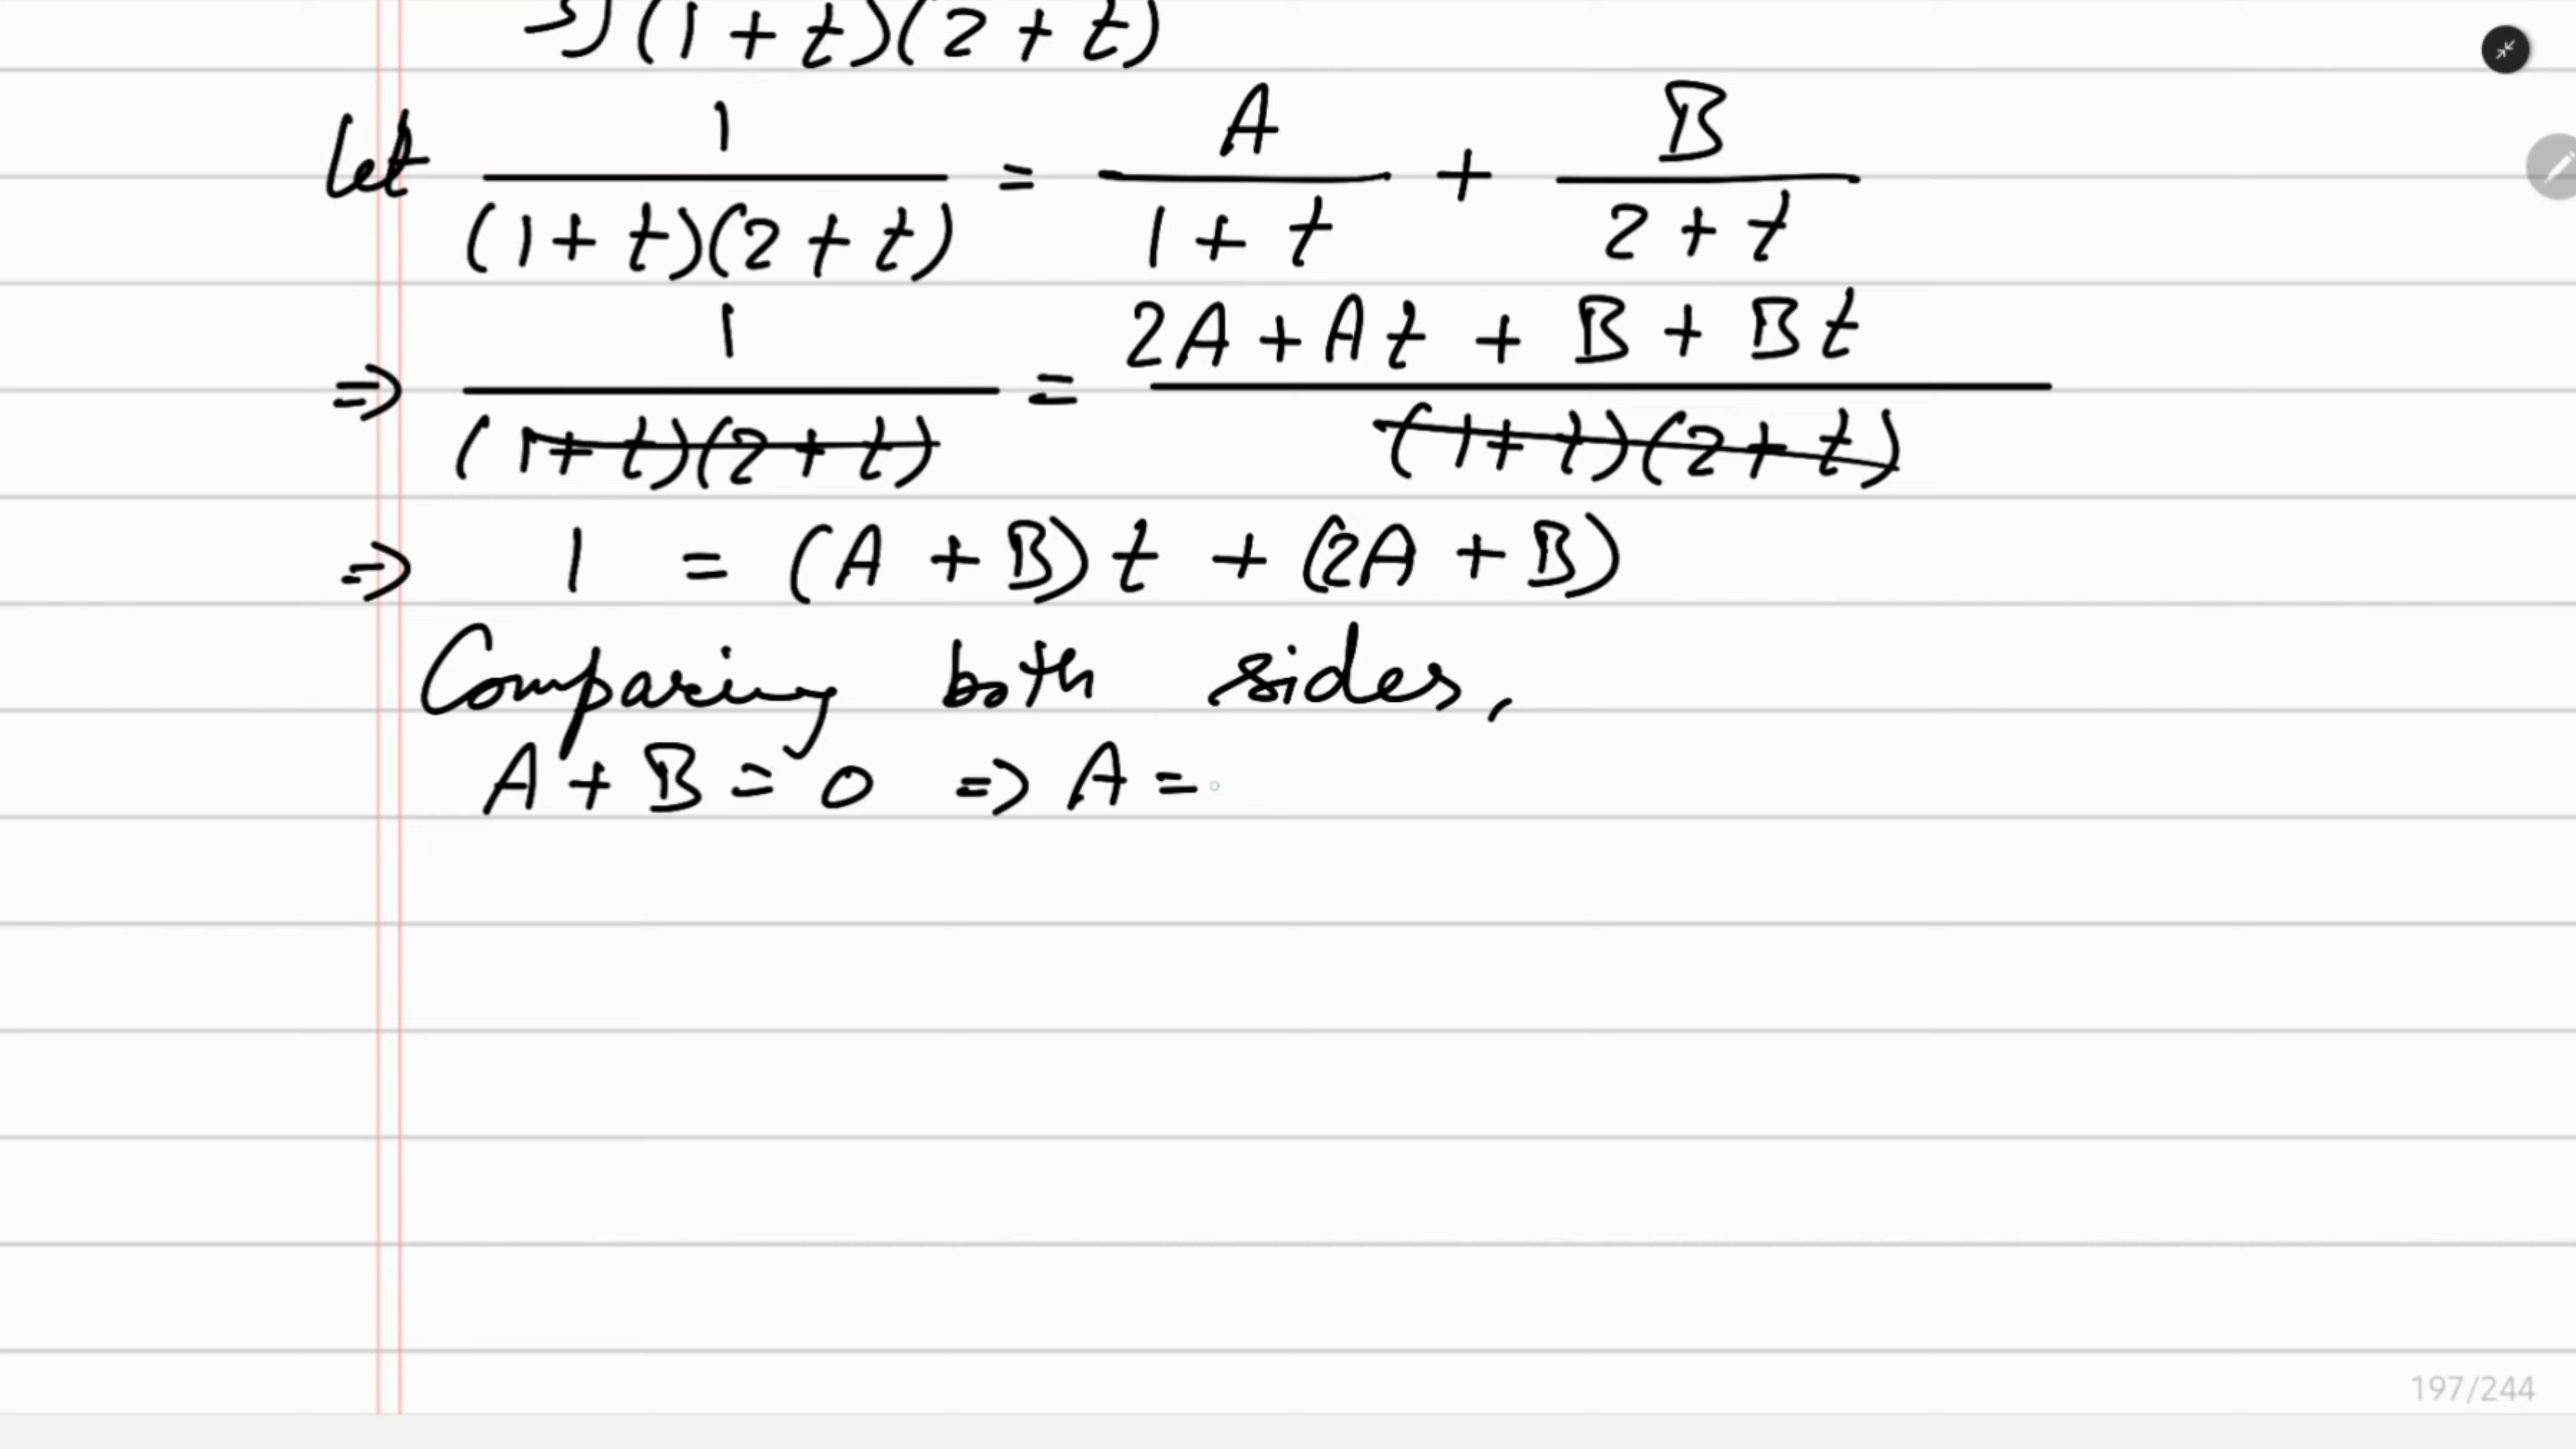 (1 + t)(2 + t)
Let 1/((1 + t)(2 + t)) = A/(1 + t) + B/(2 + t)
⇒ 1/((1 + t)(2 + t)) = (2A + At + B + Bt)/((1 + t)(2 + t))
⇒ 1 = (A + B)t + (2A + B)
Comparing both sides,
A + B = 0 ⇒ A =
197/244